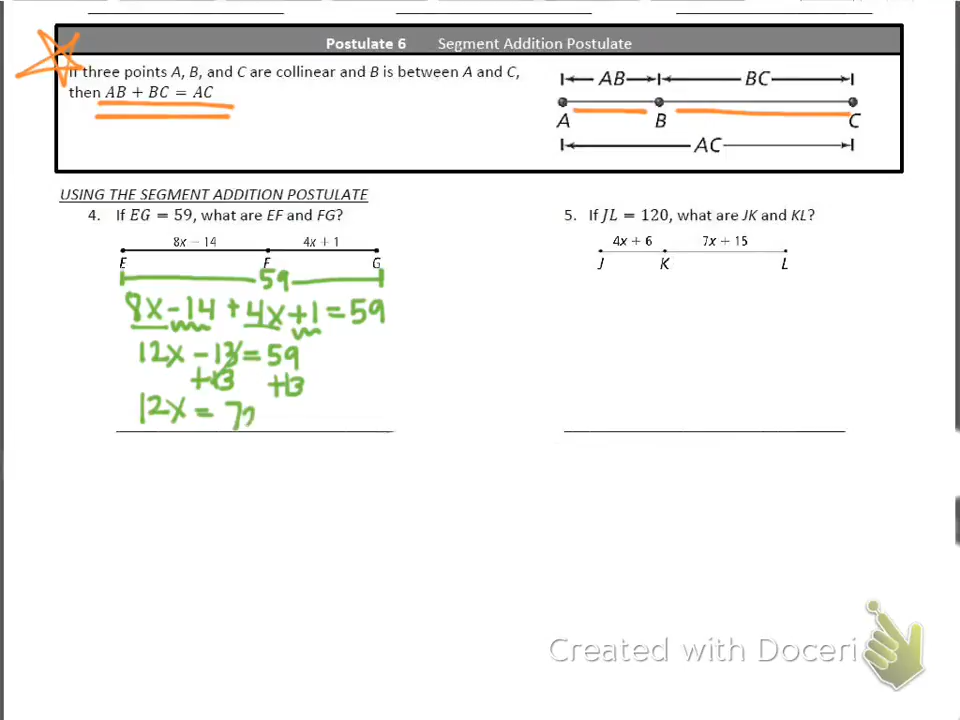 Postulate 6 Segment Addition Postulate
If three points A, B, and C are collinear and B is between A and C,
then AB + BC = AC
AB BC
A B C
AC
USING THE SEGMENT ADDITION POSTULATE
4. If EG = 59, what are EF and FG?
8x − 14 4x + 1
E F G
59
8x - 14 + 4x + 1 = 59
12x - 13 = 59
+13 +13
12x = 72
5. If JL = 120, what are JK and KL?
4x + 6 7x + 15
J K L
Created with Doceri